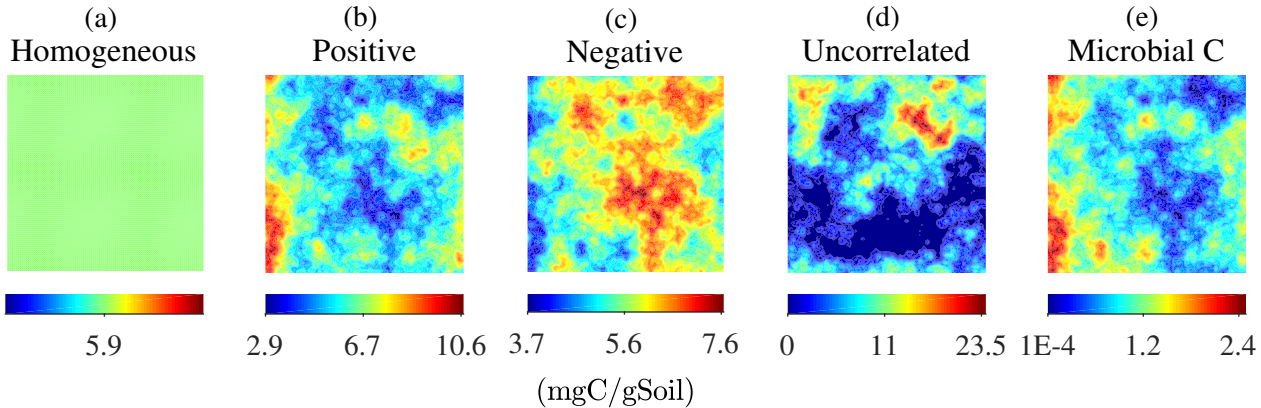 (a) (b) (c) (d) (e)
Homogeneous Positive Negative Uncorrelated Microbial C
5.9 2.9 6.7 10.6 3.7 5.6 7.6 0 11 23.5 1E-4 1.2 2.4
(mgC/gSoil)